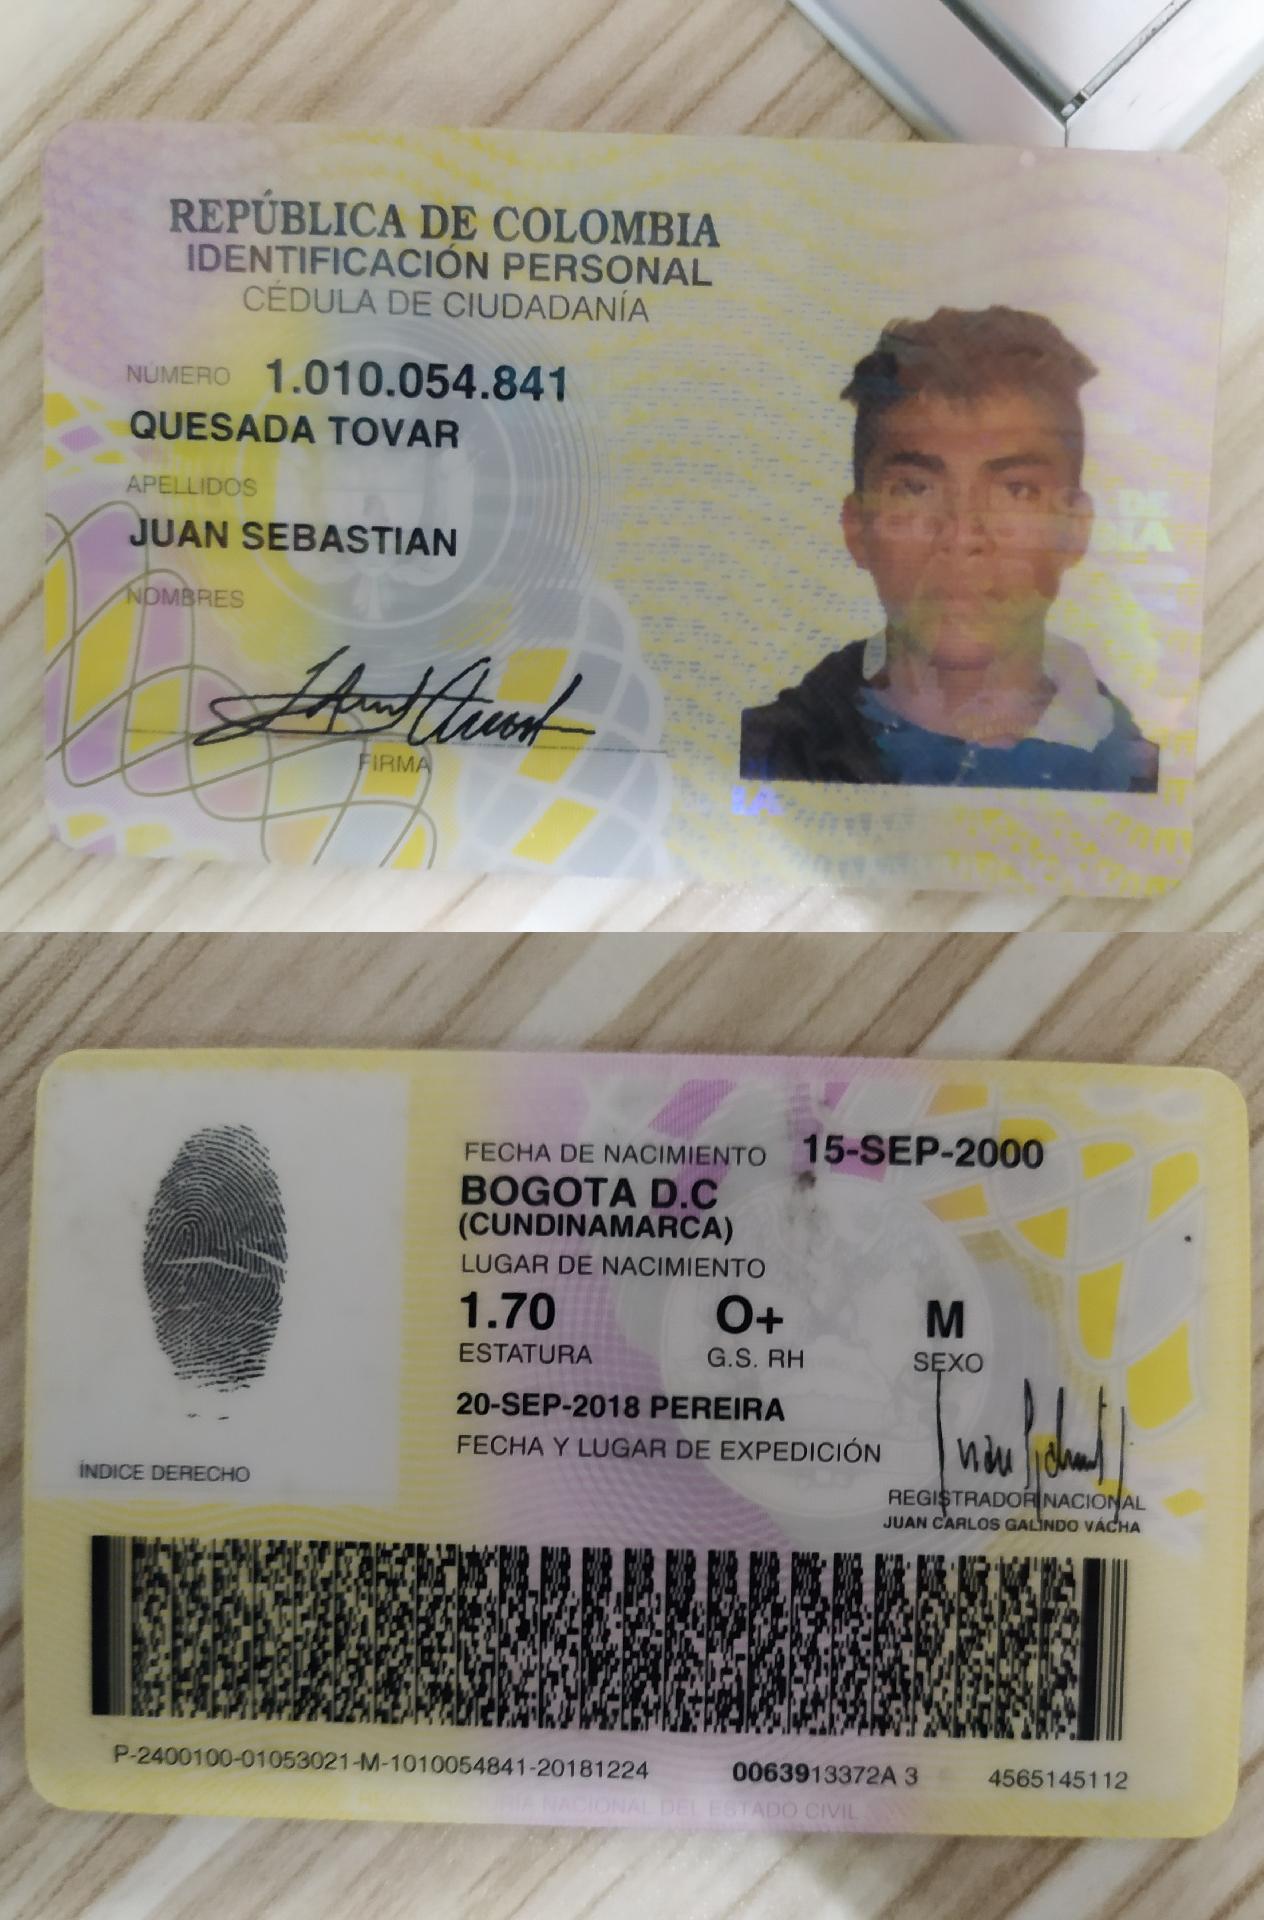 REPÚBLICA DE COLOMBIA
IDENTIFICACIÓN PERSONAL
CÉDULA DE CIUDADANÍA
NÚMERO 1.010.054.841
QUESADA TOVAR
APELLIDOS
JUAN SEBASTIAN
NOMBRES
FIRMA
FECHA DE NACIMIENTO 15-SEP-2000
BOGOTA D.C
(CUNDINAMARCA)
LUGAR DE NACIMIENTO
1.70 O+ M
ESTATURA G.S. RH SEXO
20-SEP-2018 PEREIRA
FECHA Y LUGAR DE EXPEDICIÓN
ÍNDICE DERECHO
REGISTRADOR NACIONAL
JUAN CARLOS GALINDO VÁCHA
P-2400100-01053021-M-1010054841-20181224 0063913372A 3 4565145112
NACIONAL DEL ESTADO CIVIL